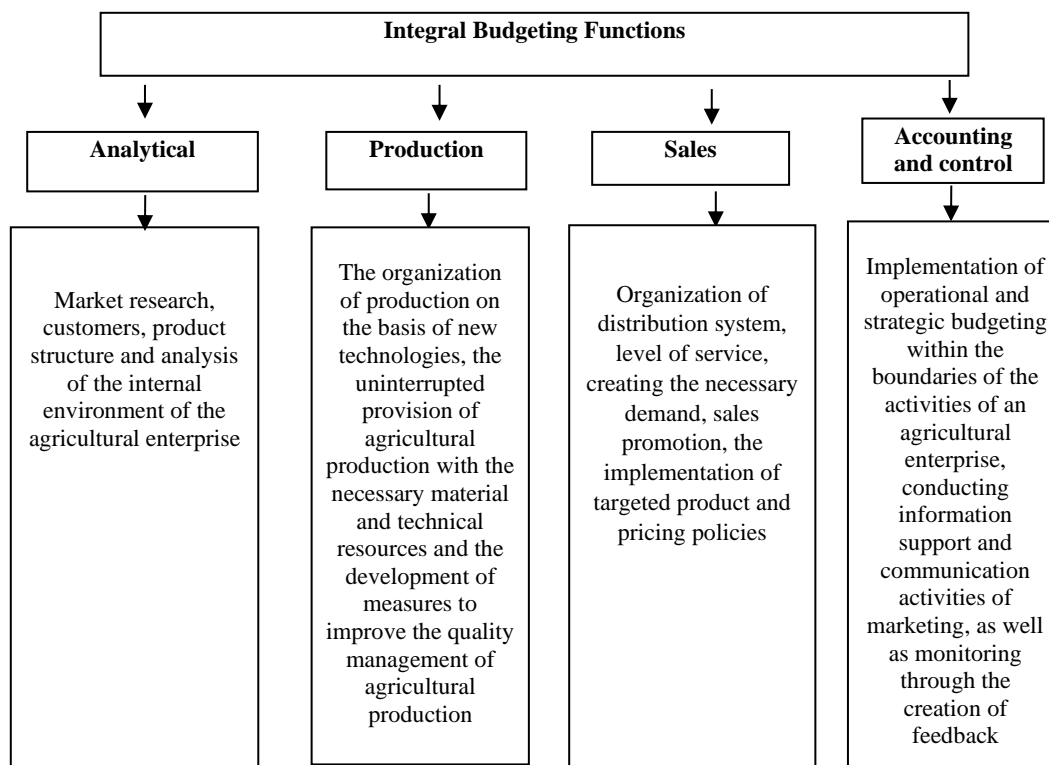 Integral Budgeting Functions
Analytical
Production
Sales
Accounting
and control
Market research,
customers, product
structure and analysis
of the internal
environment of the
agricultural enterprise
The organization
of production on
the basis of new
technologies, the
uninterrupted
provision of
agricultural
production with the
necessary material
and technical
resources and the
development of
measures to
improve the quality
management of
agricultural
production
Organization of
distribution system,
level of service,
creating the necessary
demand, sales
promotion, the
implementation of
targeted product and
pricing policies
Implementation of
operational and
strategic budgeting
within the
boundaries of the
activities of an
agricultural
enterprise,
conducting
information
support and
communication
activities of
marketing, as well
as monitoring
through the
creation of
feedback